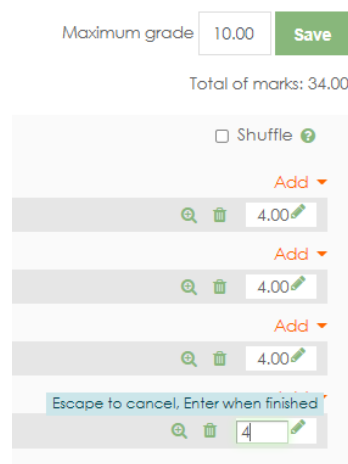 Maximum grade 10.00 Save
Total of marks: 34.00
Shuffle
Add
4.00
Add
4.00
Add
4.00
Escape to cancel, Enter when finished
4